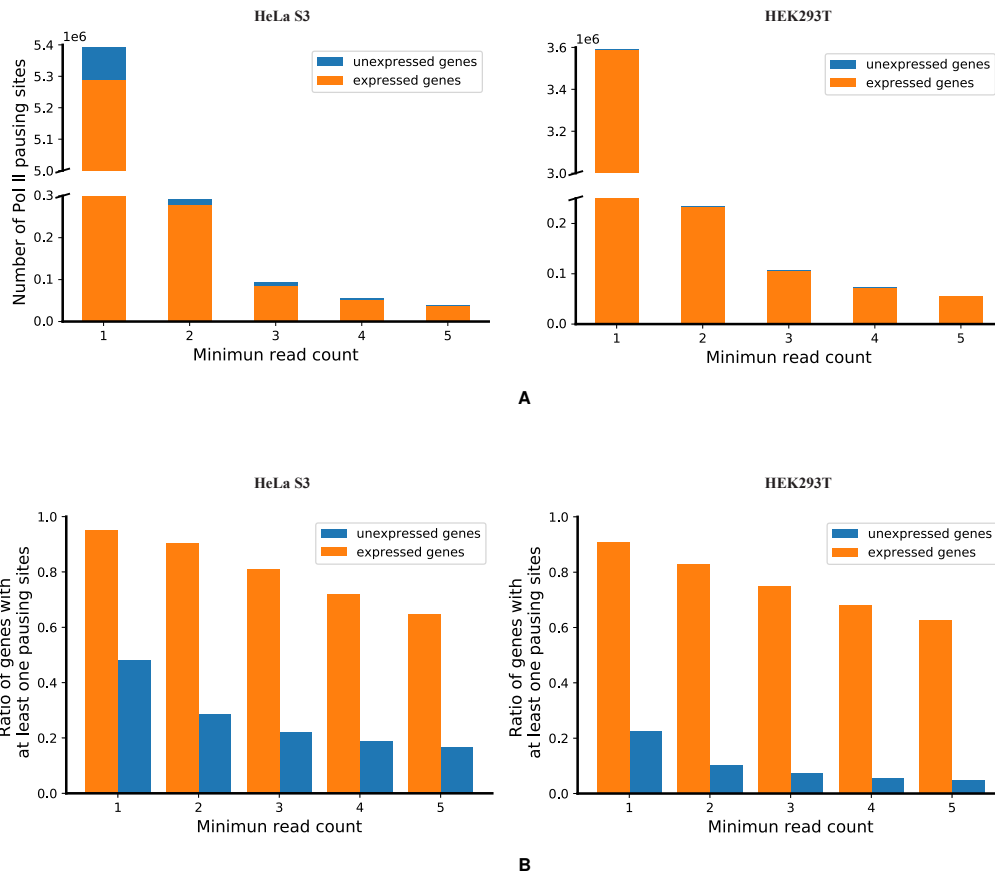 HeLa S3
HEK293T
1e6
5.4
5.3
5.2
5.1
5.0
0.3
0.2
0.1
0.0
Number of Pol II pausing sites
unexpressed genes
expressed genes
1 2 3 4 5
Minimun read count
1e6
3.6
3.4
3.2
3.0
0.2
0.1
0.0
unexpressed genes
expressed genes
1 2 3 4 5
Minimun read count
A
HeLa S3
HEK293T
1.0
0.8
0.6
0.4
0.2
0.0
Ratio of genes with
at least one pausing sites
unexpressed genes
expressed genes
1 2 3 4 5
Minimun read count
1.0
0.8
0.6
0.4
0.2
0.0
Ratio of genes with
at least one pausing sites
unexpressed genes
expressed genes
1 2 3 4 5
Minimun read count
B